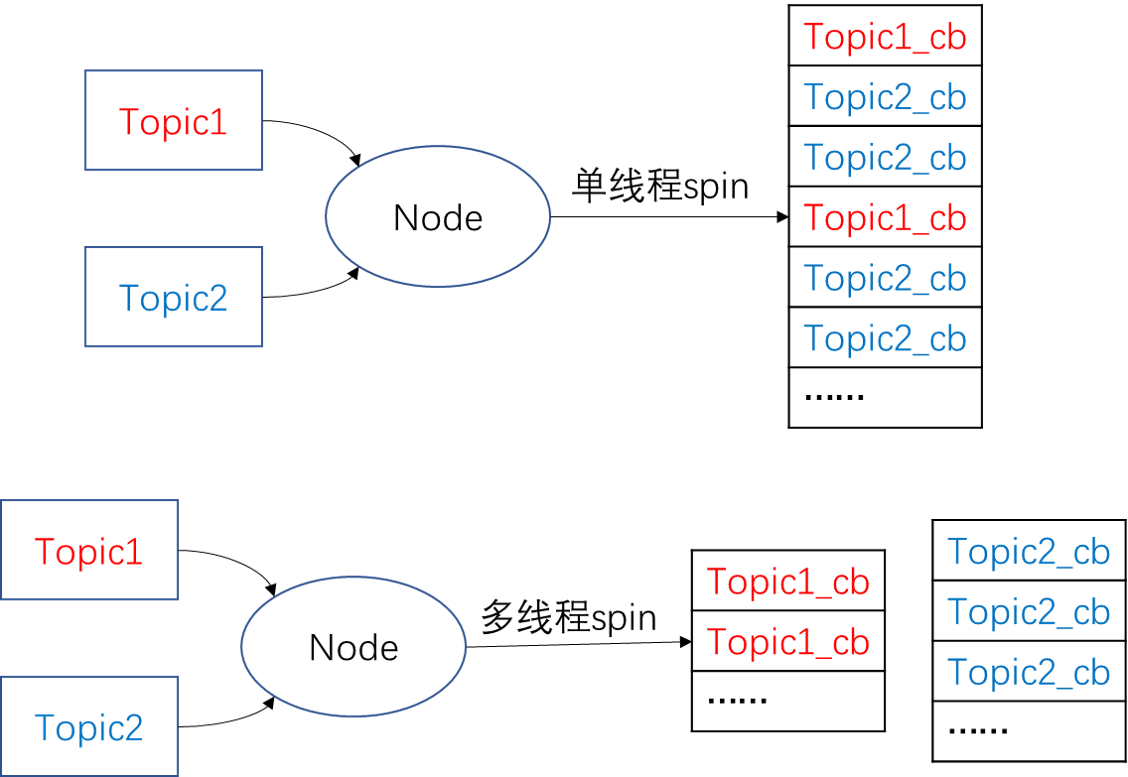 Topic1
Topic2
Node
单线程spin
Topic1_cb
Topic2_cb
Topic2_cb
Topic1_cb
Topic2_cb
Topic2_cb
……
Topic1
Topic2
Node
多线程spin
Topic1_cb
Topic1_cb
……
Topic2_cb
Topic2_cb
Topic2_cb
……